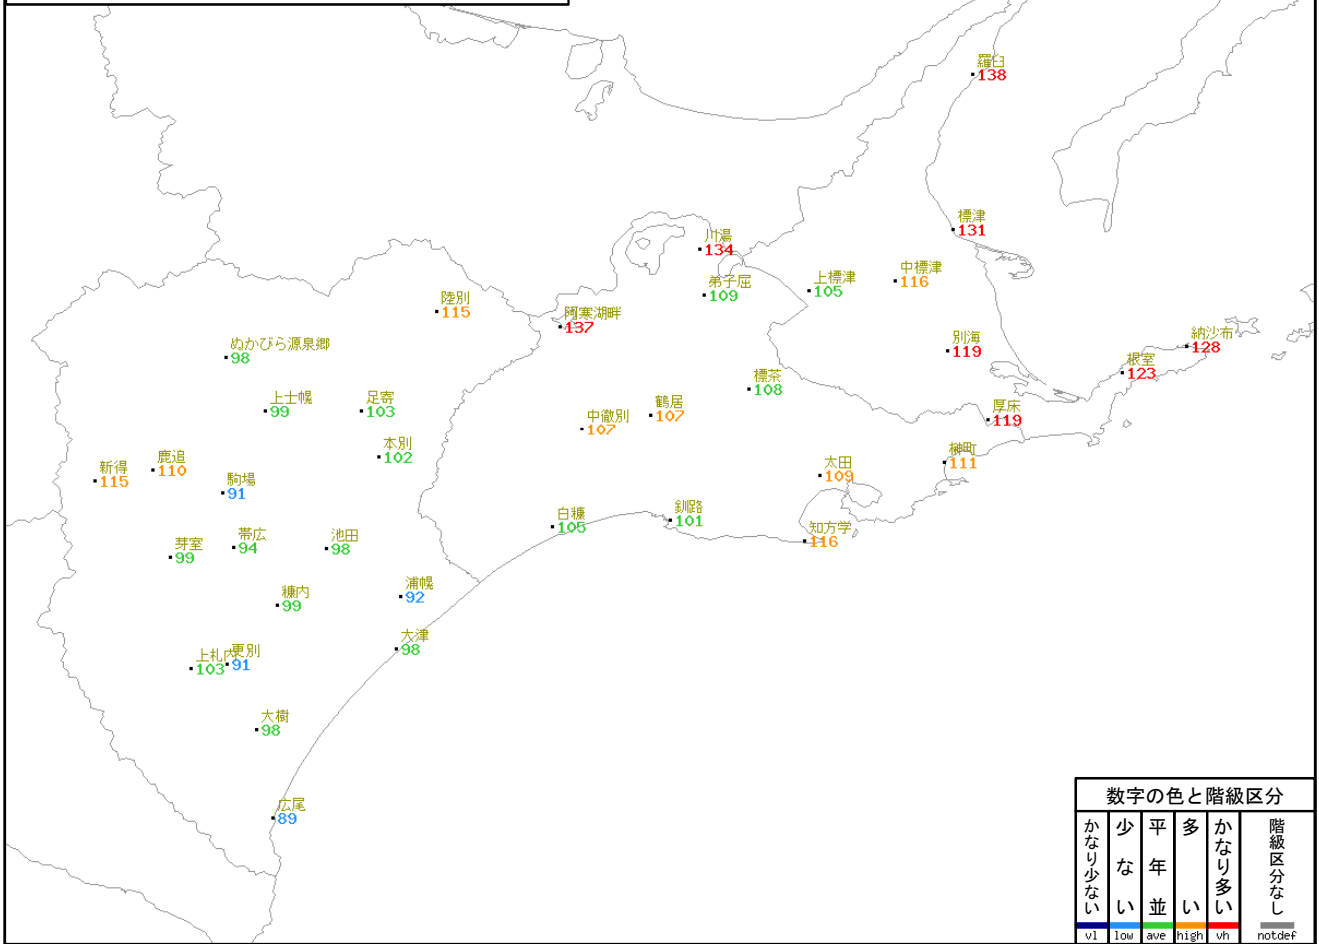 羅臼
138
標津
131
川湯
134
中標津
116
上標津
105
弟子屈
109
陸別
115
阿寒湖畔
137
納沙布
128
ぬかびら源泉郷
98
別海
119
根室
123
標茶
108
上士幌
99
足寄
103
鶴居
107
中徹別
107
厚床
119
本別
102
榊町
111
新得
115
鹿追
110
太田
109
駒場
91
白糠
105
釧路
101
知方学
116
芽室
99
帯広
94
池田
98
糠内
99
浦幌
92
大津
98
上札内
103
更別
91
大樹
98
広尾
89
数字の色と階級区分
かなり少ない
少ない
平年並
多い
かなり多い
階級区分なし
vl
low
ave
high
vh
notdef